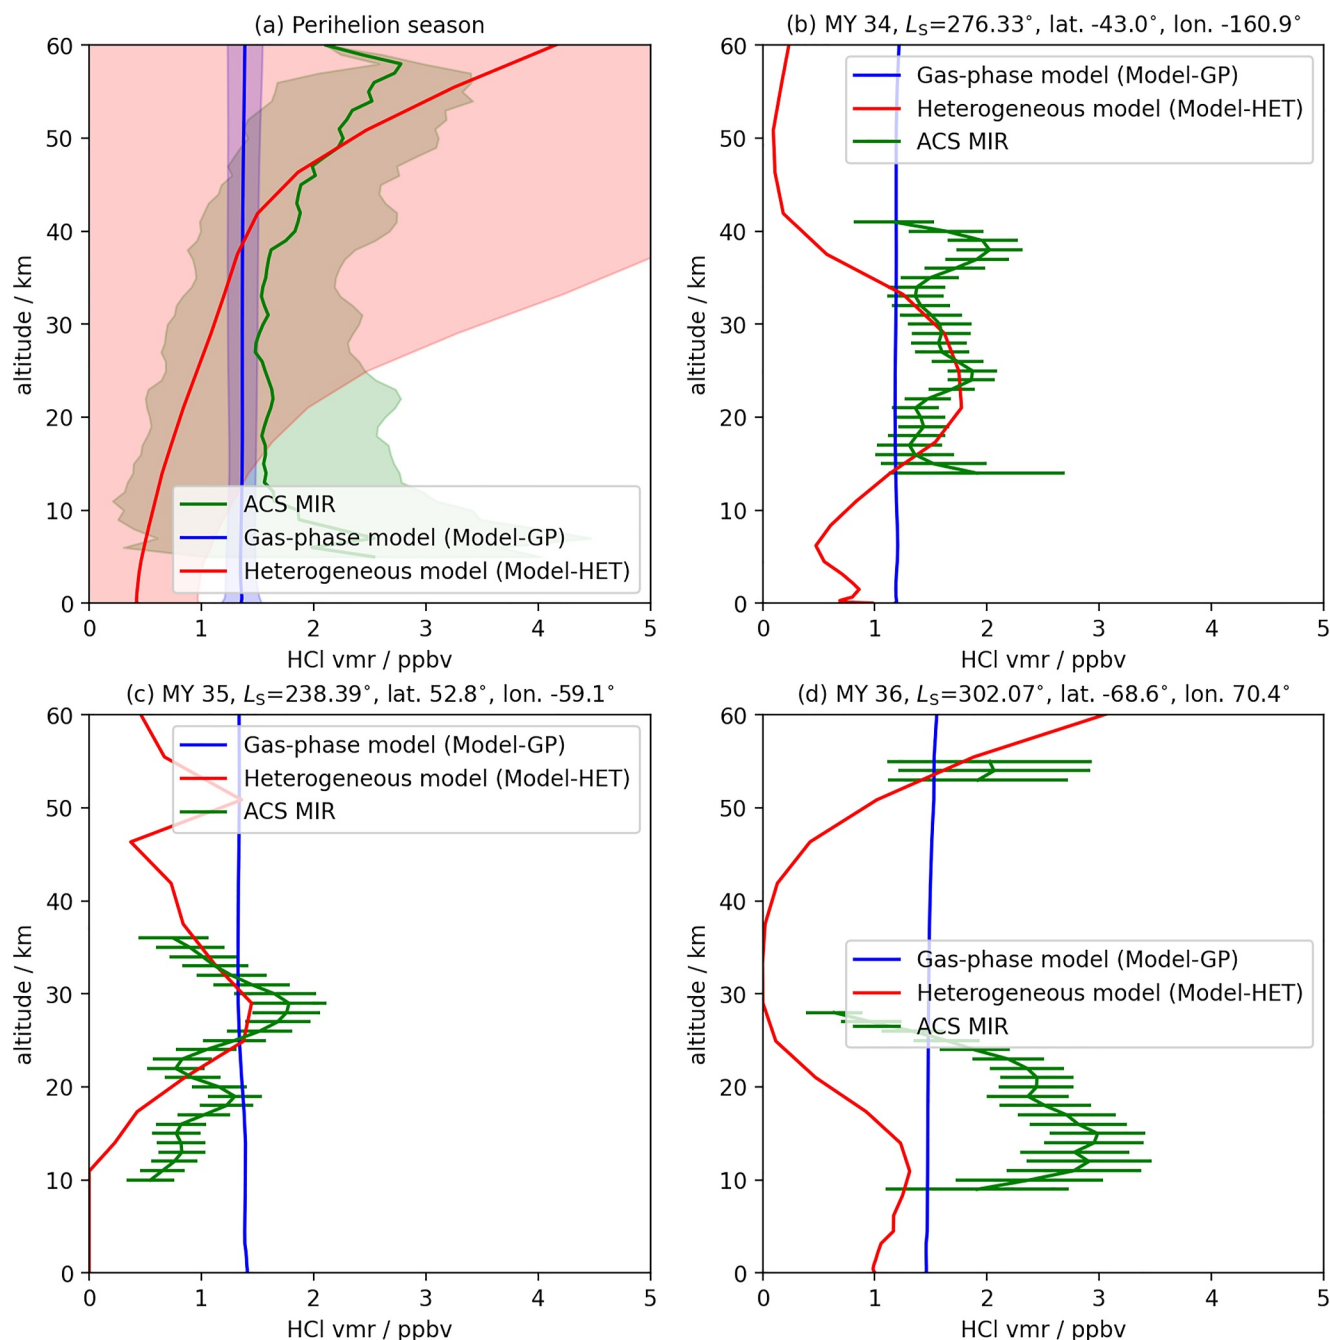 (a) Perihelion season
60
50
40
30
20
10
0
altitude / km
ACS MIR
Gas-phase model (Model-GP)
Heterogeneous model (Model-HET)
0 1 2 3 4 5
HCl vmr / ppbv
(b) MY 34, LS=276.33°, lat. -43.0°, lon. -160.9°
60
50
40
30
20
10
0
altitude / km
Gas-phase model (Model-GP)
Heterogeneous model (Model-HET)
ACS MIR
0 1 2 3 4 5
HCl vmr / ppbv
(c) MY 35, LS=238.39°, lat. 52.8°, lon. -59.1°
60
50
40
30
20
10
0
altitude / km
Gas-phase model (Model-GP)
Heterogeneous model (Model-HET)
ACS MIR
0 1 2 3 4 5
HCl vmr / ppbv
(d) MY 36, LS=302.07°, lat. -68.6°, lon. 70.4°
60
50
40
30
20
10
0
altitude / km
Gas-phase model (Model-GP)
Heterogeneous model (Model-HET)
ACS MIR
0 1 2 3 4 5
HCl vmr / ppbv